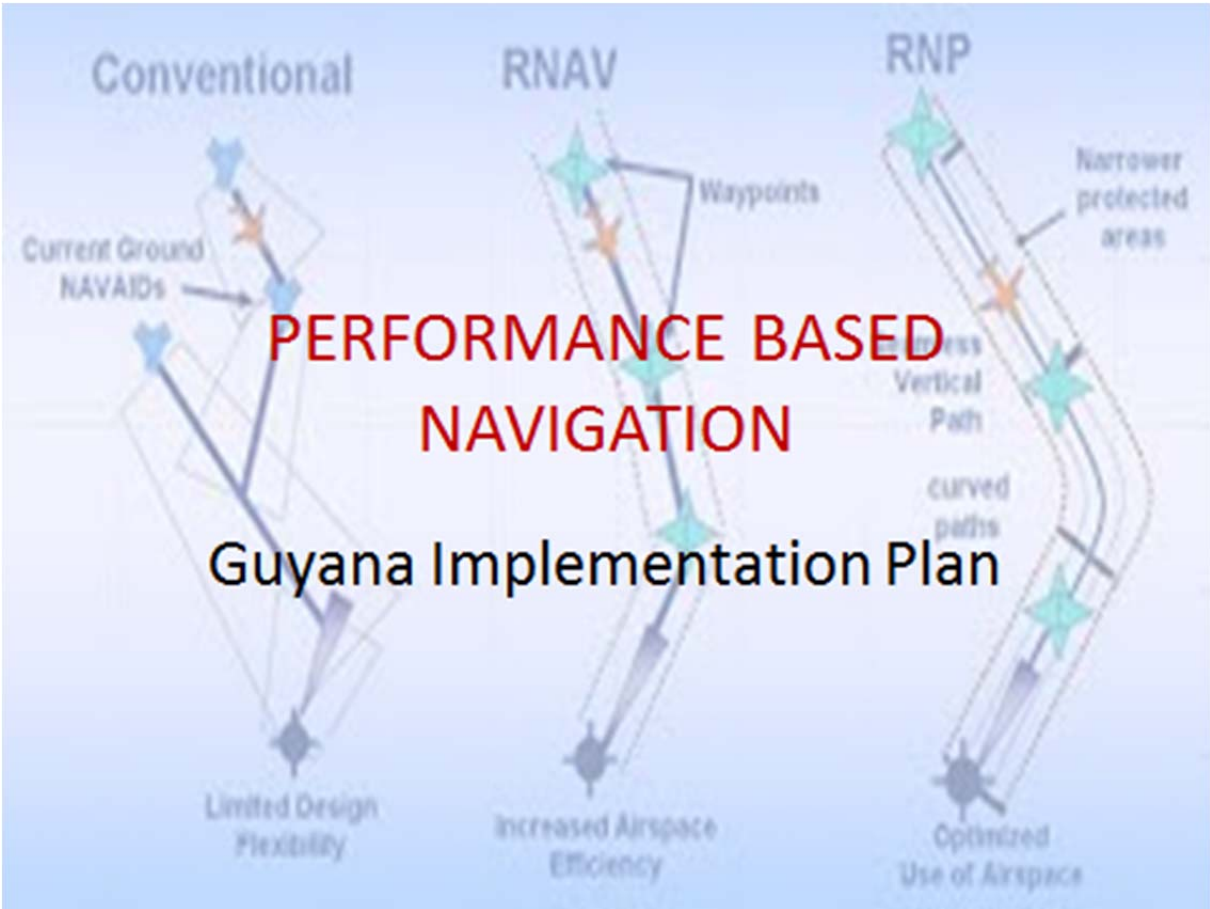 Conventional
RNAV
RNP
Current Ground
NAVAIDs
Waypoints
Narrower
protected
areas
PERFORMANCE BASED
NAVIGATION
Vertical
Path
curved
paths
Guyana Implementation Plan
Limited Design
Flexibility
Increased Airspace
Efficiency
Optimized
Use of Airspace